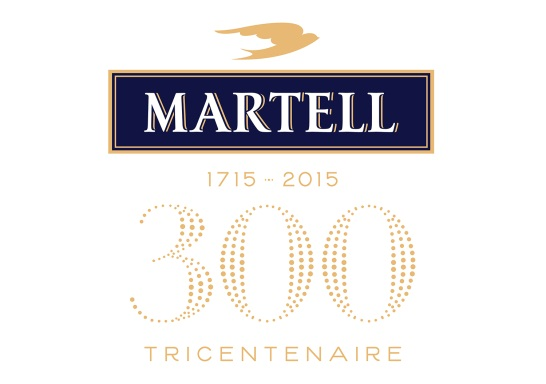 MARTELL
1715 ··· 2015
300
TRICENTENAIRE